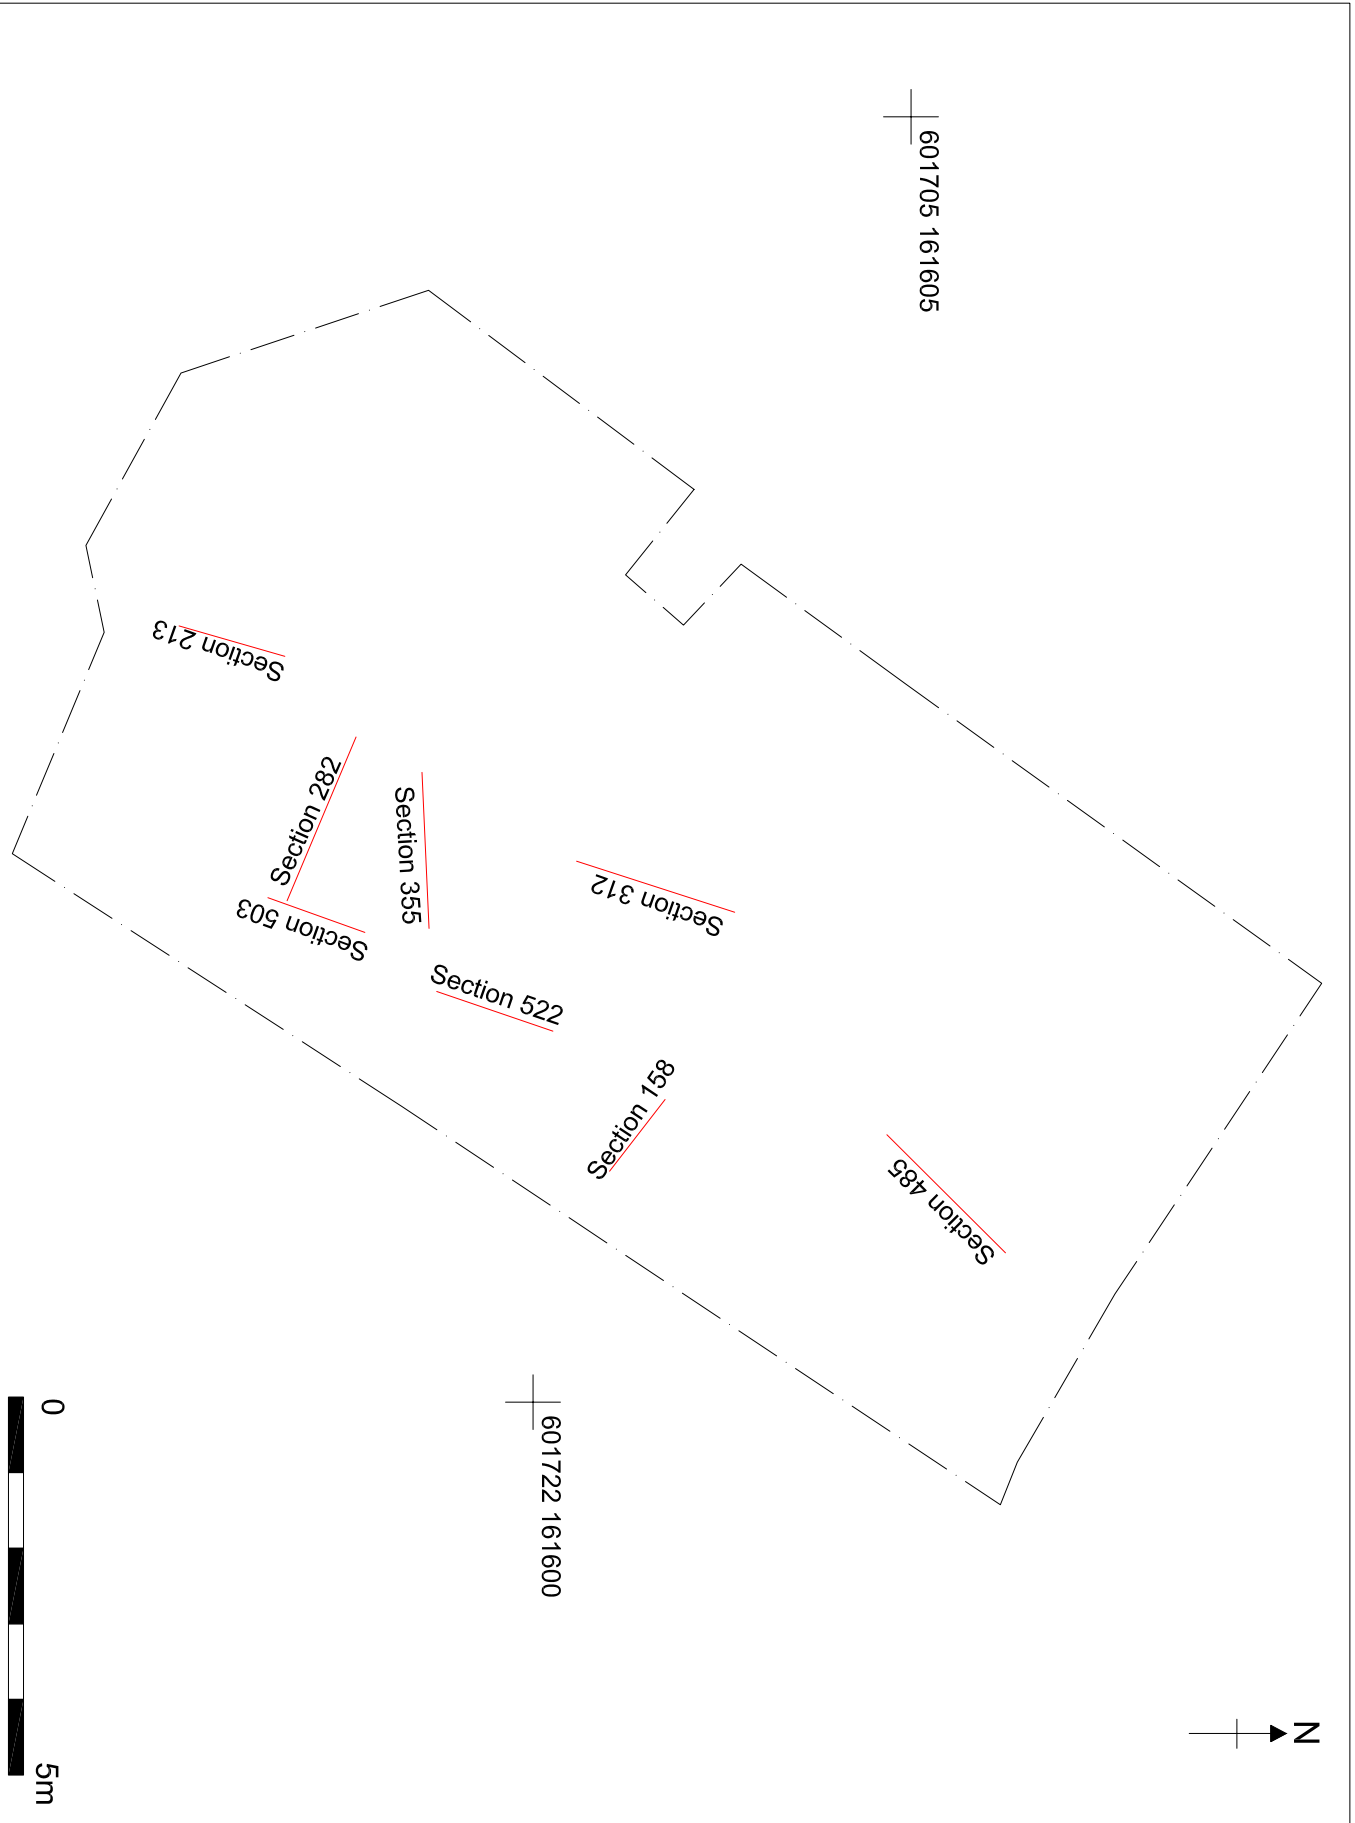 N
601705 161605
Section 485
Section 312
Section 158
Section 522
Section 355
Section 282
Section 503
Section 213
601722 161600
0
5m